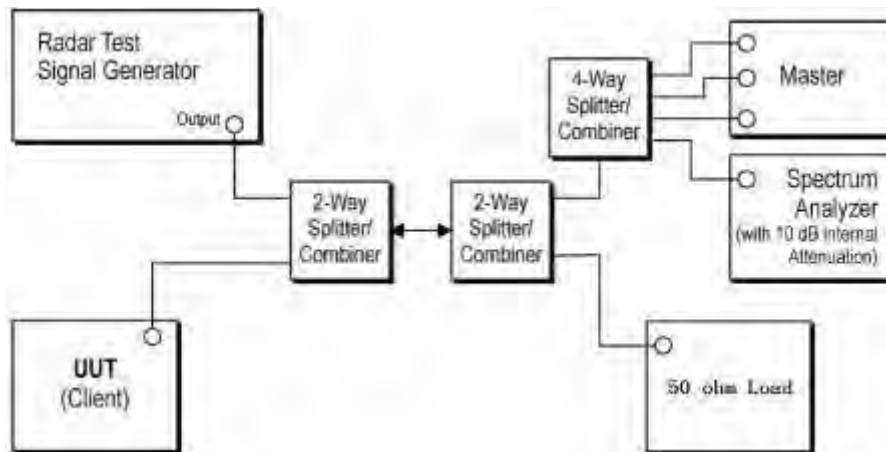 Radar Test
Signal Generator
Output
4-Way
Splitter/
Combiner
Master
2-Way
Splitter/
Combiner
2-Way
Splitter/
Combiner
Spectrum
Analyzer
(with 10 dB Internal
Attenuation)
UUT
(Client)
50 ohm Load